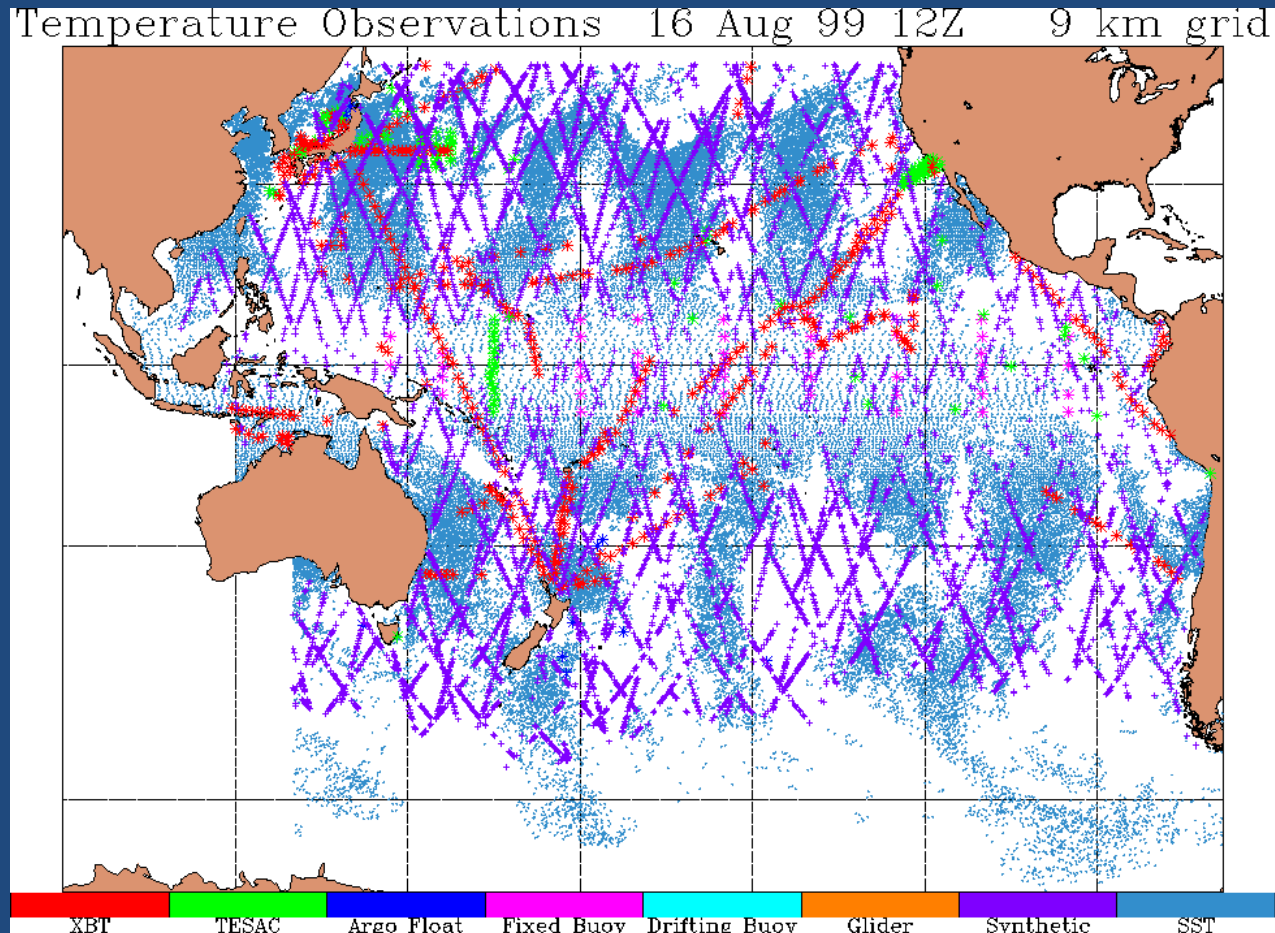 Temperature Observations 16 Aug 99 12Z 9 km grid
XBT TESAC Argo Float Fixed Buoy Drifting Buoy Glider Synthetic SST